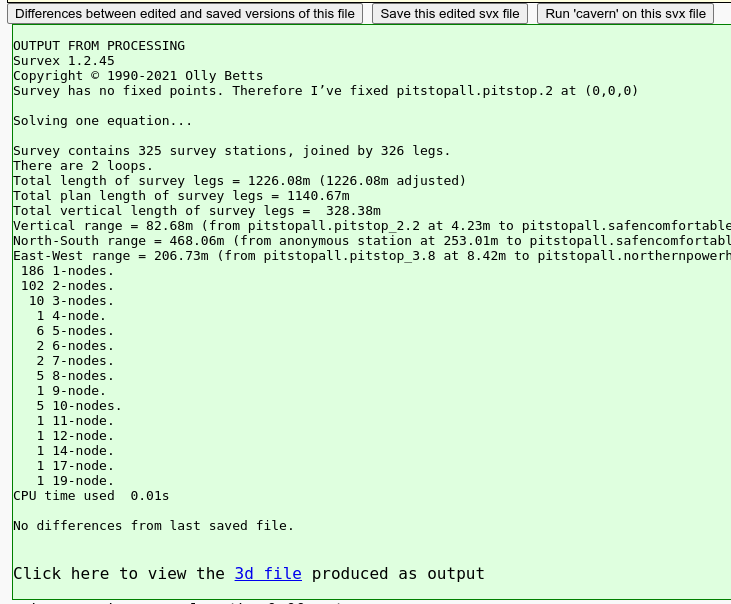 Differences between edited and saved versions of this file
Save this edited svx file
Run 'cavern' on this svx file
OUTPUT FROM PROCESSING
Survex 1.2.45
Copyright © 1990-2021 Olly Betts
Survey has no fixed points. Therefore I’ve fixed pitstopall.pitstop.2 at (0,0,0)
Solving one equation...
Survey contains 325 survey stations, joined by 326 legs.
There are 2 loops.
Total length of survey legs = 1226.08m (1226.08m adjusted)
Total plan length of survey legs = 1140.67m
Total vertical length of survey legs =  328.38m
Vertical range = 82.68m (from pitstopall.pitstop_2.2 at 4.23m to pitstopall.safencomfortable
North-South range = 468.06m (from anonymous station at 253.01m to pitstopall.safencomfortabl
East-West range = 206.73m (from pitstopall.pitstop_3.8 at 8.42m to pitstopall.northernpowerh
186 1-nodes.
102 2-nodes.
10 3-nodes.
1 4-node.
6 5-nodes.
2 6-nodes.
2 7-nodes.
5 8-nodes.
1 9-node.
5 10-nodes.
1 11-node.
1 12-node.
1 14-node.
1 17-node.
1 19-node.
CPU time used  0.01s
No differences from last saved file.
Click here to view the 3d file produced as output